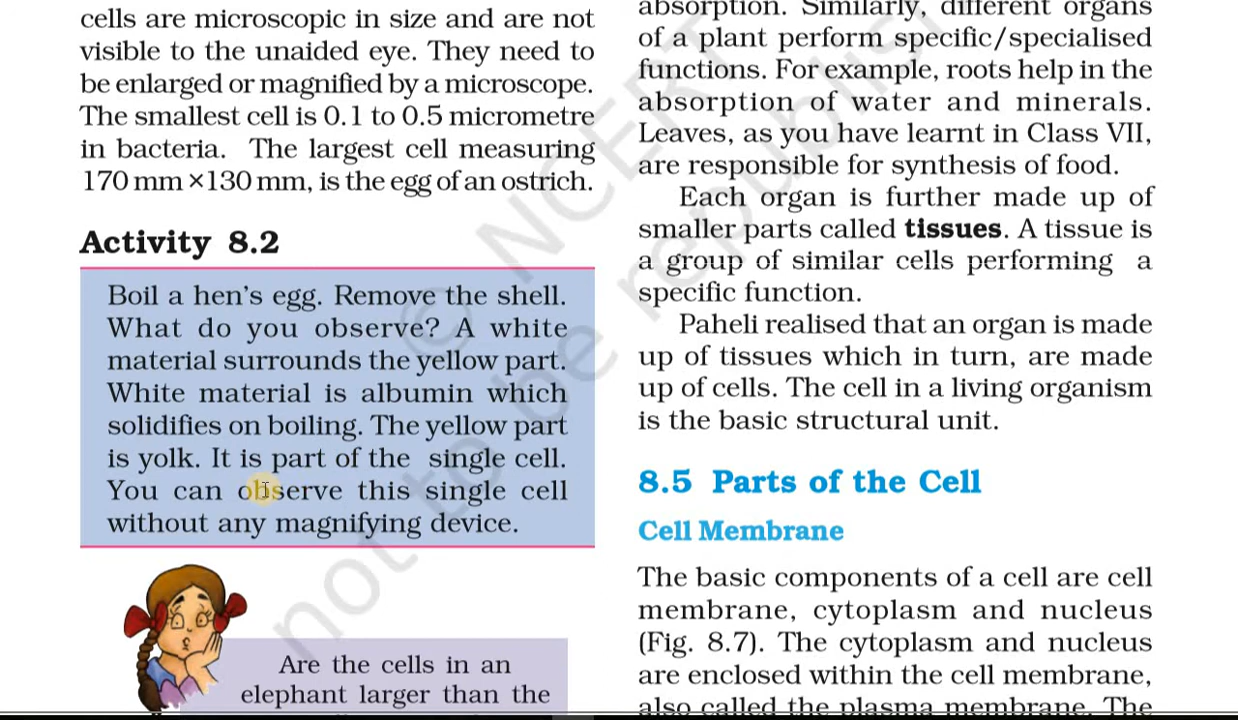 cells are microscopic in size and are not
visible to the unaided eye. They need to
be enlarged or magnified by a microscope.
The smallest cell is 0.1 to 0.5 micrometre
in bacteria. The largest cell measuring
170 mm ×130 mm, is the egg of an ostrich.
Activity 8.2
Boil a hen's egg. Remove the shell.
What do you observe? A white
material surrounds the yellow part.
White material is albumin which
solidifies on boiling. The yellow part
is yolk. It is part of the single cell.
You can observe this single cell
without any magnifying device.
Are the cells in an
elephant larger than the
absorption. Similarly, different organs
of a plant perform specific/specialised
functions. For example, roots help in the
absorption of water and minerals.
Leaves, as you have learnt in Class VII,
are responsible for synthesis of food.
Each organ is further made up of
smaller parts called tissues. A tissue is
a group of similar cells performing a
specific function.
Paheli realised that an organ is made
up of tissues which in turn, are made
up of cells. The cell in a living organism
is the basic structural unit.
8.5 Parts of the Cell
Cell Membrane
The basic components of a cell are cell
membrane, cytoplasm and nucleus
(Fig. 8.7). The cytoplasm and nucleus
are enclosed within the cell membrane,
also called the plasma membrane. The
© NCERT
not to be republis